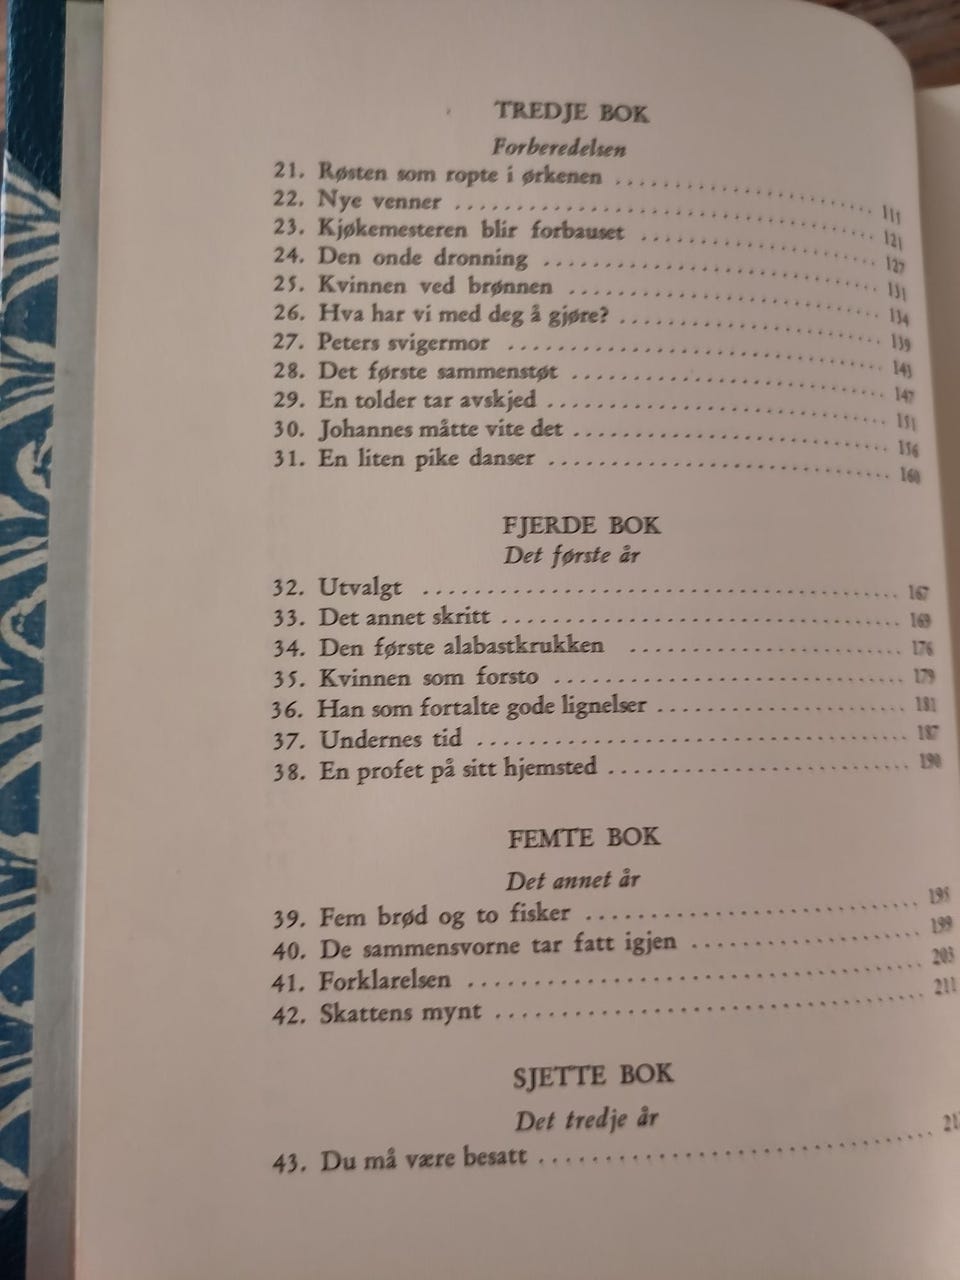 TREDJE BOK
Forberedelsen
21. Røsten som ropte i ørkenen .................... 111
22. Nye venner .................... 121
23. Kjøkemesteren blir forbauset .................... 127
24. Den onde dronning .................... 131
25. Kvinnen ved brønnen .................... 134
26. Hva har vi med deg å gjøre? .................... 139
27. Peters svigermor .................... 143
28. Det første sammenstøt .................... 147
29. En tolder tar avskjed .................... 151
30. Johannes måtte vite det .................... 156
31. En liten pike danser .................... 160
FJERDE BOK
Det første år
32. Utvalgt .................... 167
33. Det annet skritt .................... 169
34. Den første alabastkrukken .................... 176
35. Kvinnen som forsto .................... 179
36. Han som fortalte gode lignelser .................... 181
37. Undernes tid .................... 187
38. En profet på sitt hjemsted .................... 190
FEMTE BOK
Det annet år
39. Fem brød og to fisker .................... 195
40. De sammensvorne tar fatt igjen .................... 199
41. Forklarelsen .................... 203
42. Skattens mynt .................... 211
SJETTE BOK
Det tredje år
43. Du må være besatt ....................